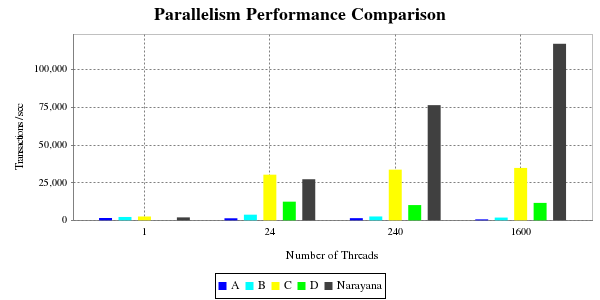 Parallelism Performance Comparison
100,000
75,000
50,000
25,000
0
Transactions/sec
1 24 240 1600
Number of Threads
A B C D Narayana